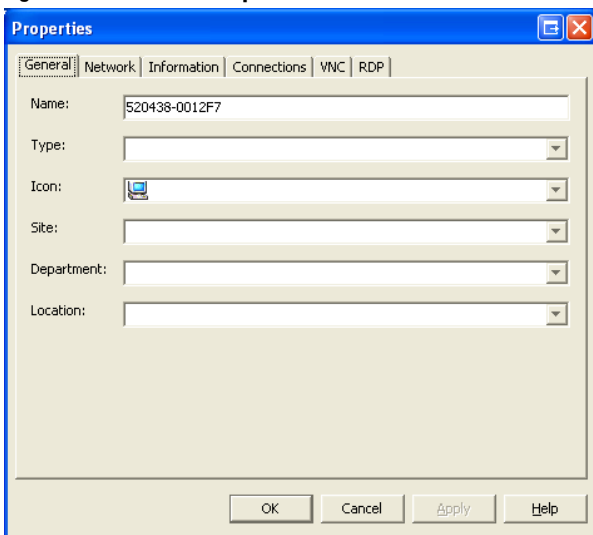 Properties
General Network Information Connections VNC RDP
Name: 520438-0012F7
Type:
Icon:
Site:
Department:
Location:
OK Cancel Apply Help